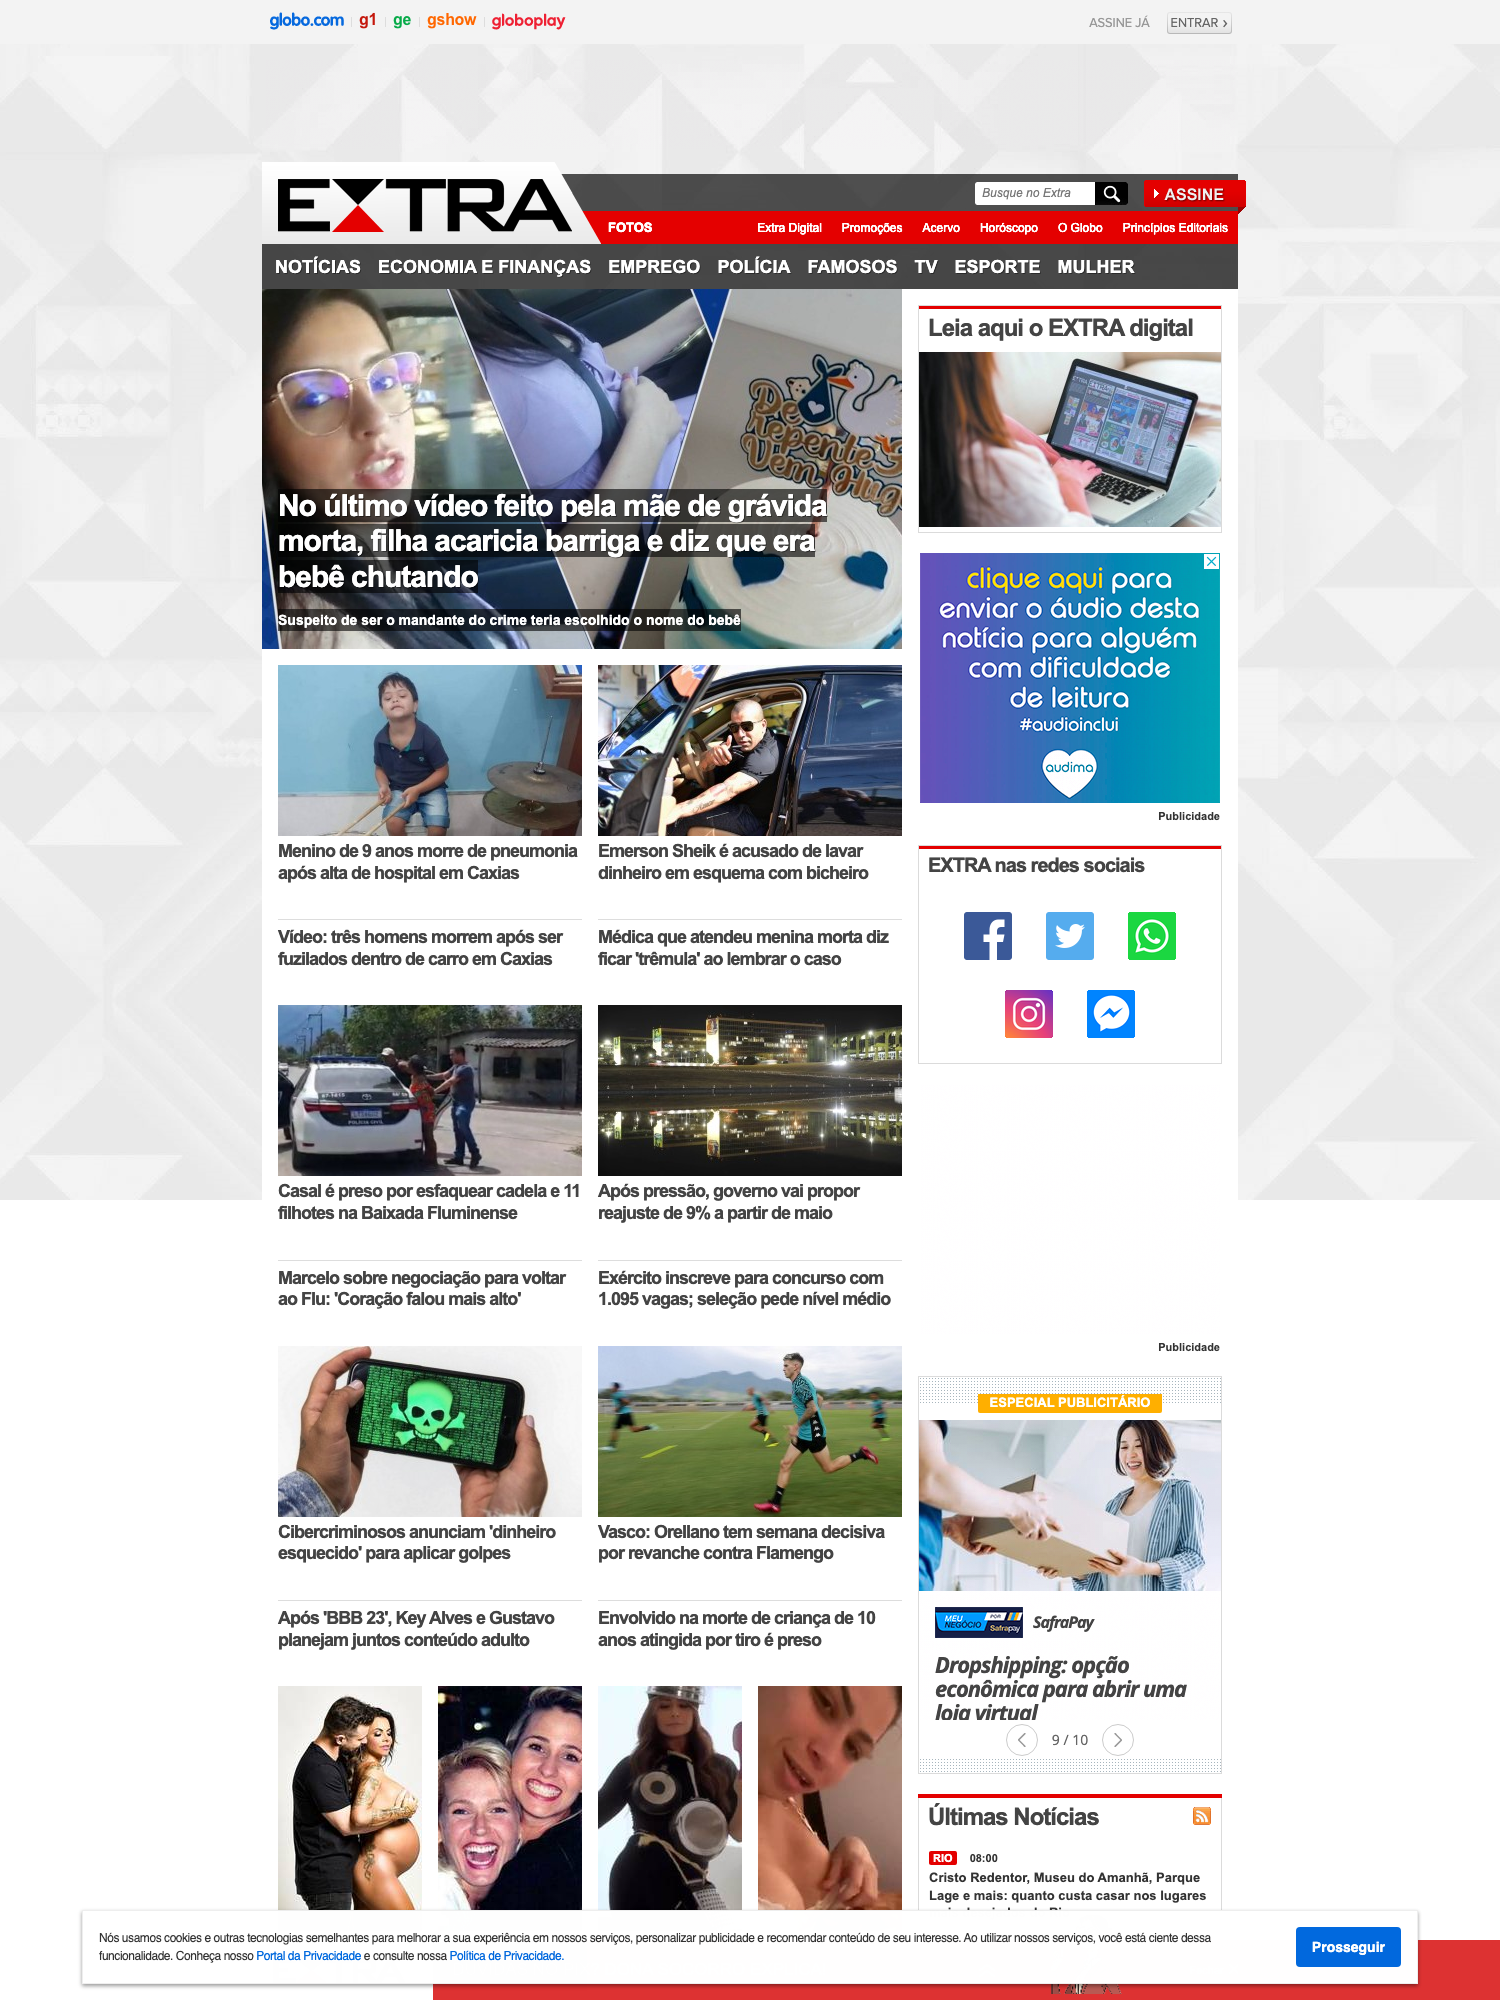 globo.com g1 ge gshow globoplay
ASSINE JÁ ENTRAR ›
EXTRA
Busque no Extra
ASSINE
FOTOS
Extra Digital Promoções Acervo Horóscopo O Globo Princípios Editoriais
NOTÍCIAS ECONOMIA E FINANÇAS EMPREGO POLÍCIA FAMOSOS TV ESPORTE MULHER
De
Repente
Vem
Hug
No último vídeo feito pela mãe de grávida
morta, filha acaricia barriga e diz que era
bebê chutando
Suspeito de ser o mandante do crime teria escolhido o nome do bebê
Leia aqui o EXTRA digital
clique aqui para
enviar o áudio desta
notícia para alguém
com dificuldade
de leitura
#audioinclui
audima
Publicidade
Menino de 9 anos morre de pneumonia
após alta de hospital em Caxias
Emerson Sheik é acusado de lavar
dinheiro em esquema com bicheiro
Vídeo: três homens morrem após ser
fuzilados dentro de carro em Caxias
Médica que atendeu menina morta diz
ficar 'trêmula' ao lembrar o caso
EXTRA nas redes sociais
POLÍCIA CIVIL
Casal é preso por esfaquear cadela e 11
filhotes na Baixada Fluminense
Após pressão, governo vai propor
reajuste de 9% a partir de maio
Marcelo sobre negociação para voltar
ao Flu: 'Coração falou mais alto'
Exército inscreve para concurso com
1.095 vagas; seleção pede nível médio
Publicidade
Cibercriminosos anunciam 'dinheiro
esquecido' para aplicar golpes
Vasco: Orellano tem semana decisiva
por revanche contra Flamengo
Após 'BBB 23', Key Alves e Gustavo
planejam juntos conteúdo adulto
Envolvido na morte de criança de 10
anos atingida por tiro é preso
ESPECIAL PUBLICITÁRIO
MEU NEGÓCIO POR Safrapay
SafraPay
Dropshipping: opção
econômica para abrir uma
loja virtual
9 / 10
Últimas Notícias
RIO 08:00
Cristo Redentor, Museu do Amanhã, Parque
Lage e mais: quanto custa casar nos lugares
Nós usamos cookies e outras tecnologias semelhantes para melhorar a sua experiência em nossos serviços, personalizar publicidade e recomendar conteúdo de seu interesse. Ao utilizar nossos serviços, você está ciente dessa
funcionalidade. Conheça nosso Portal da Privacidade e consulte nossa Política de Privacidade.
Prosseguir